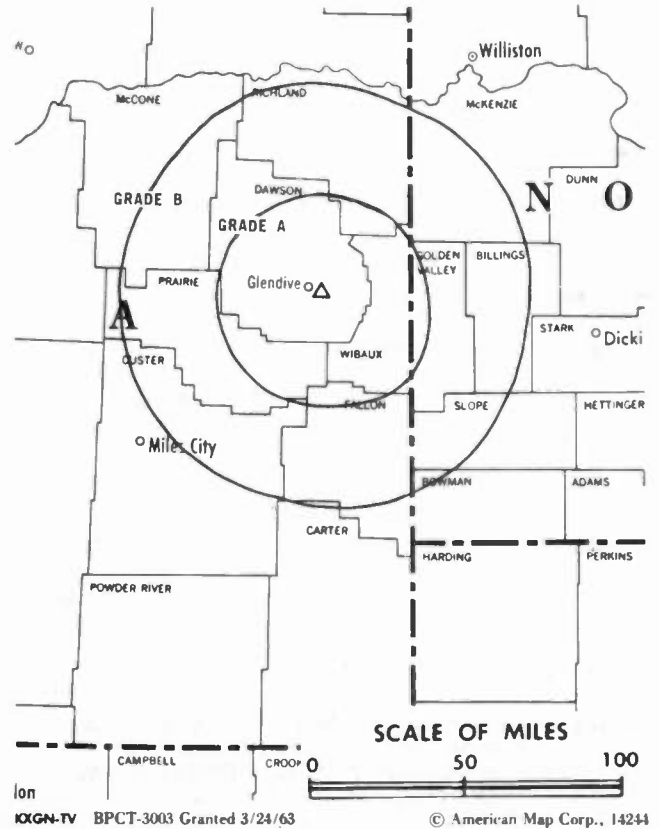 Williston
McCONE
RICHLAND
McKENZIE
DUNN
GRADE B
DAWSON
N O
GRADE A
GOLDEN VALLEY
BILLINGS
PRAIRIE
Glendive
A
STARK
Dicki
CUSTER
WIBAUX
FALLON
SLOPE
HETTINGER
Miles City
BOWMAN
ADAMS
CARTER
HARDING
PERKINS
POWDER RIVER
SCALE OF MILES
CAMPBELL
CROOK
0 50 100
lon
KXGN-TV BPCT-3003 Granted 3/24/63 © American Map Corp., 14244